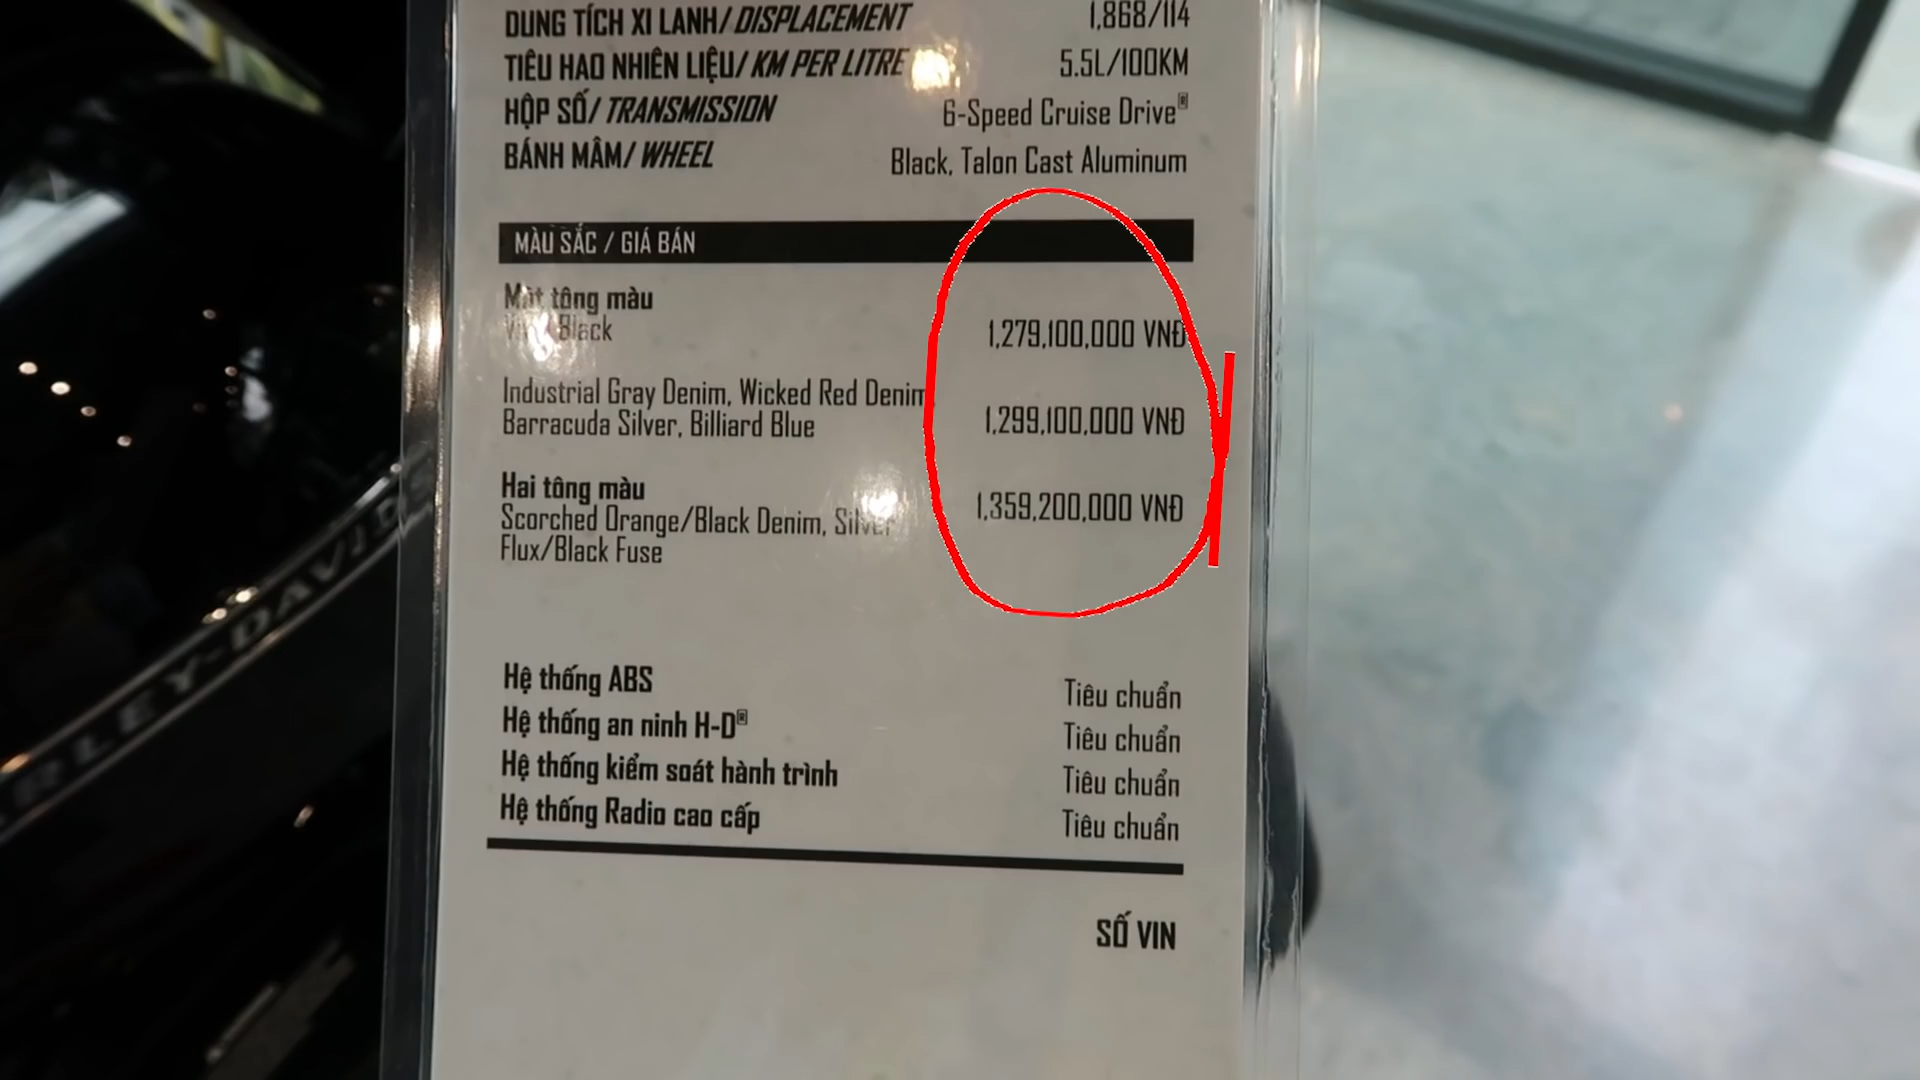 DUNG TÍCH XI LANH/ DISPLACEMENT 1,868/114
TIÊU HAO NHIÊN LIỆU/ KM PER LITRE 5.5L/100KM
HỘP SỐ/ TRANSMISSION 6-Speed Cruise Drive®
BÁNH MÂM/ WHEEL Black, Talon Cast Aluminum
MÀU SẮC / GIÁ BÁN
Một tông màu
Vivid Black 1,279,100,000 VNĐ
Industrial Gray Denim, Wicked Red Denim
Barracuda Silver, Billiard Blue 1,299,100,000 VNĐ
Hai tông màu
Scorched Orange/Black Denim, Silver 1,359,200,000 VNĐ
Flux/Black Fuse
Hệ thống ABS Tiêu chuẩn
Hệ thống an ninh H-D® Tiêu chuẩn
Hệ thống kiểm soát hành trình Tiêu chuẩn
Hệ thống Radio cao cấp Tiêu chuẩn
SỐ VIN
ARLEY-DAVIDS